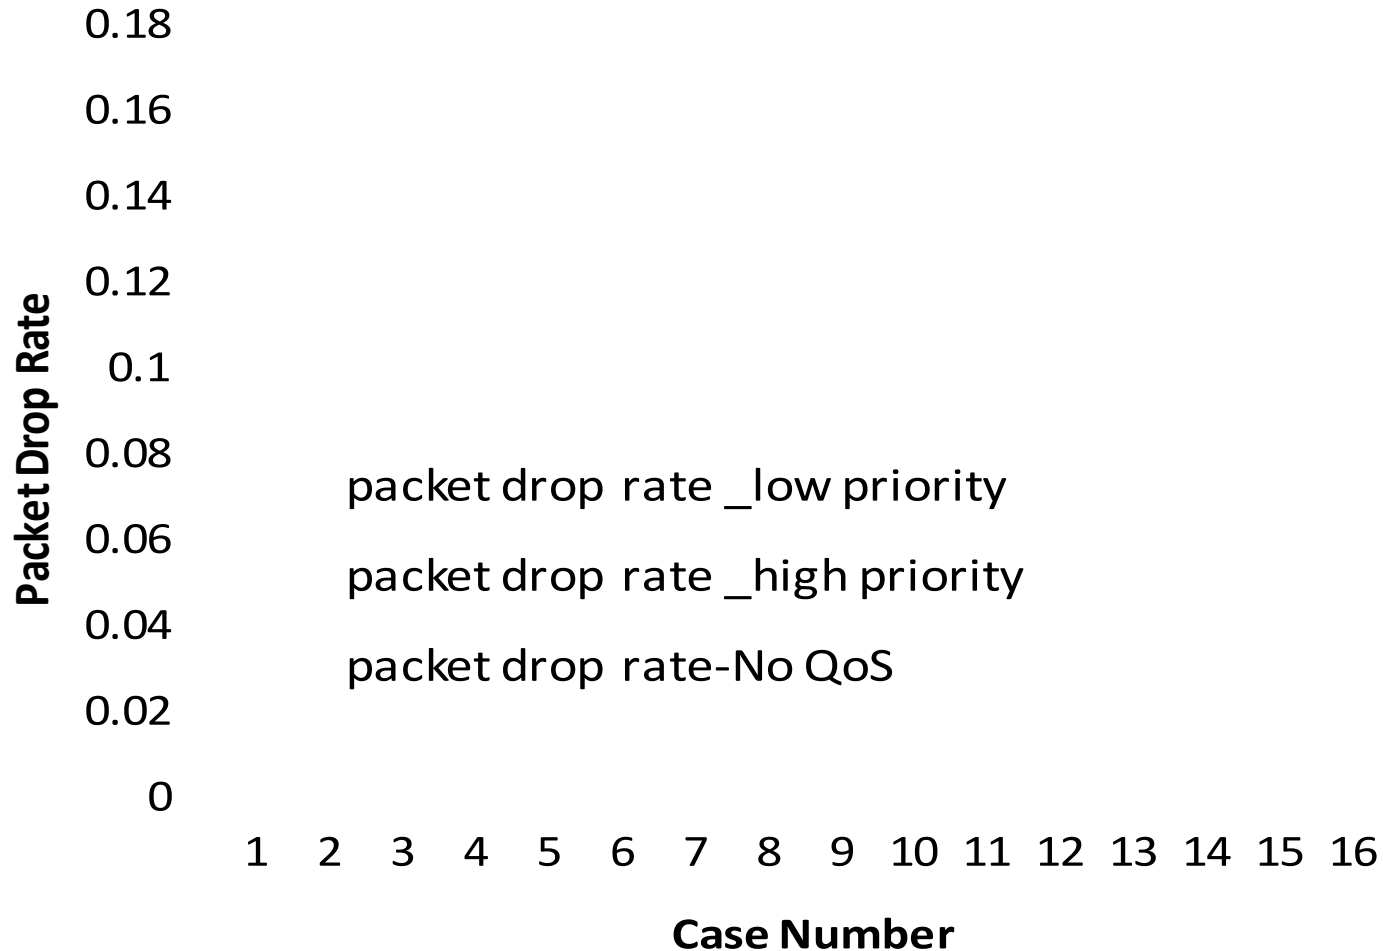 0.18
0.16
0.14
0.12
0.1
0.08
0.06
0.04
0.02
0
Packet Drop Rate
packet drop rate _low priority
packet drop rate _high priority
packet drop rate-No QoS
1 2 3 4 5 6 7 8 9 10 11 12 13 14 15 16
Case Number